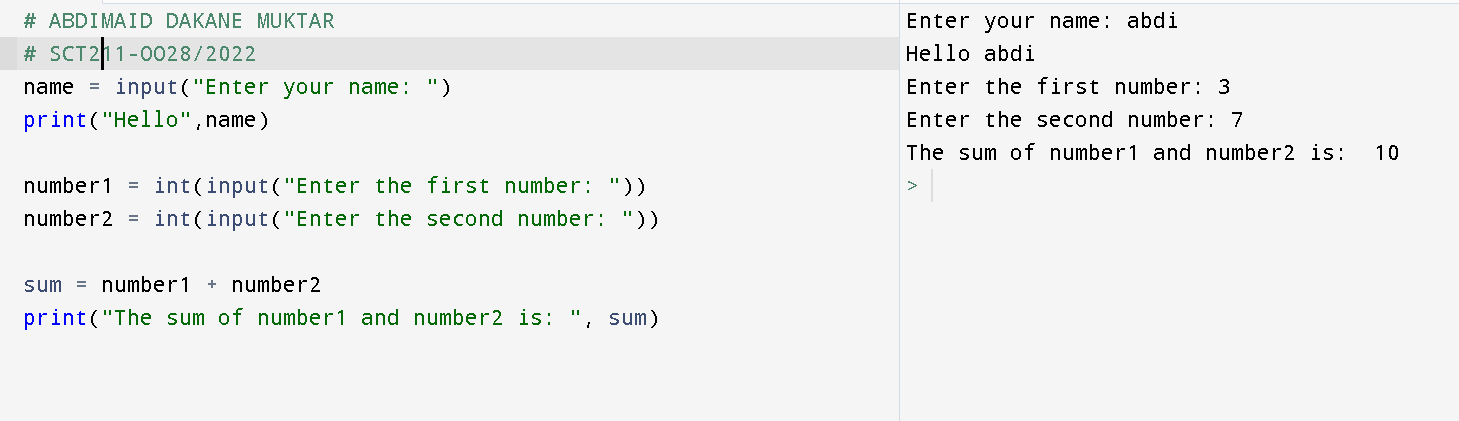 # ABDIMAID DAKANE MUKTAR
# SCT211-OO28/2022
name = input("Enter your name: ")
print("Hello",name)
number1 = int(input("Enter the first number: "))
number2 = int(input("Enter the second number: "))
sum = number1 + number2
print("The sum of number1 and number2 is: ", sum)
Enter your name: abdi
Hello abdi
Enter the first number: 3
Enter the second number: 7
The sum of number1 and number2 is:  10
>